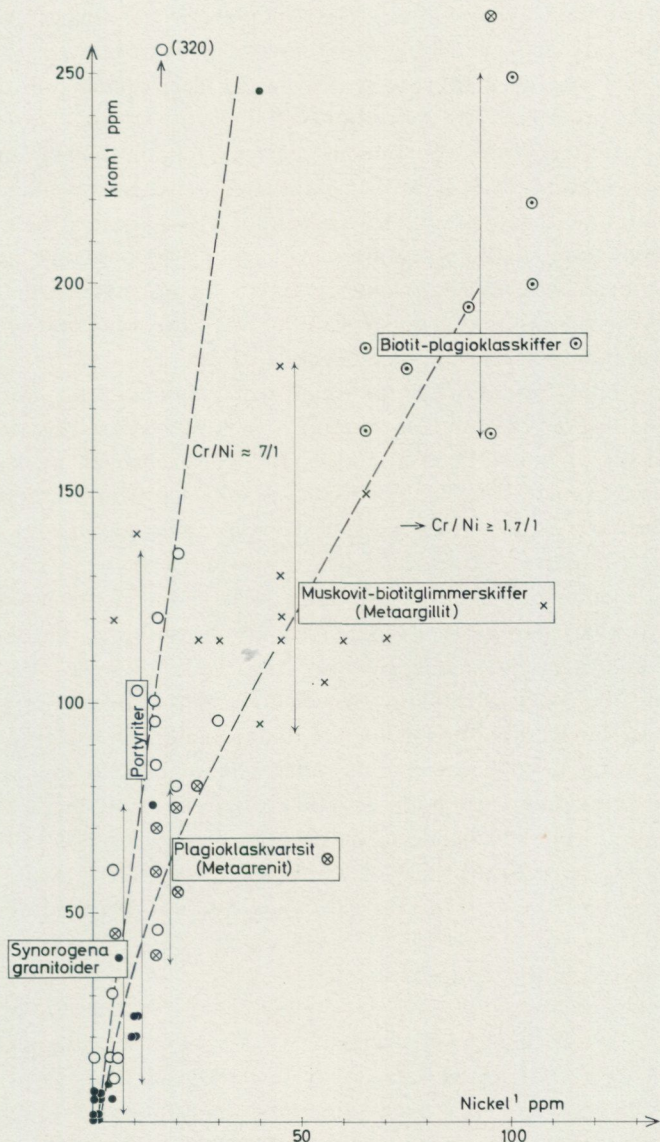 (320)
250
Krom¹ ppm
200
Biotit-plagioklasskiffer
Cr/Ni ≈ 7/1
150
Cr/Ni ≥ 1,7/1
Muskovit-biotitglimmerskiffer
(Metaargillit)
100
Portyriter
Plagioklaskvartsit
(Metaarenit)
50
Synorogena
granitoider
Nickel¹ ppm
50
100